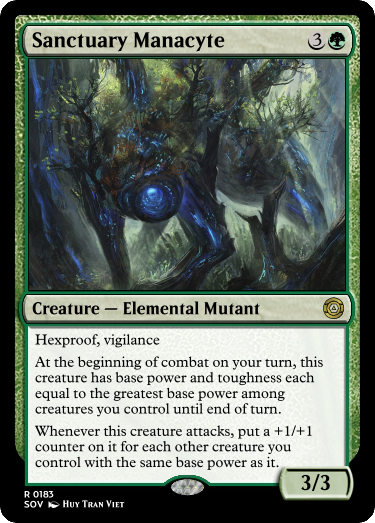 Sanctuary Manacyte 3
Creature — Elemental Mutant
Hexproof, vigilance
At the beginning of combat on your turn, this
creature has base power and toughness each
equal to the greatest base power among
creatures you control until end of turn.
Whenever this creature attacks, put a +1/+1
counter on it for each other creature you
control with the same base power as it.
3/3
R 0183
SOV Huy Tran Viet